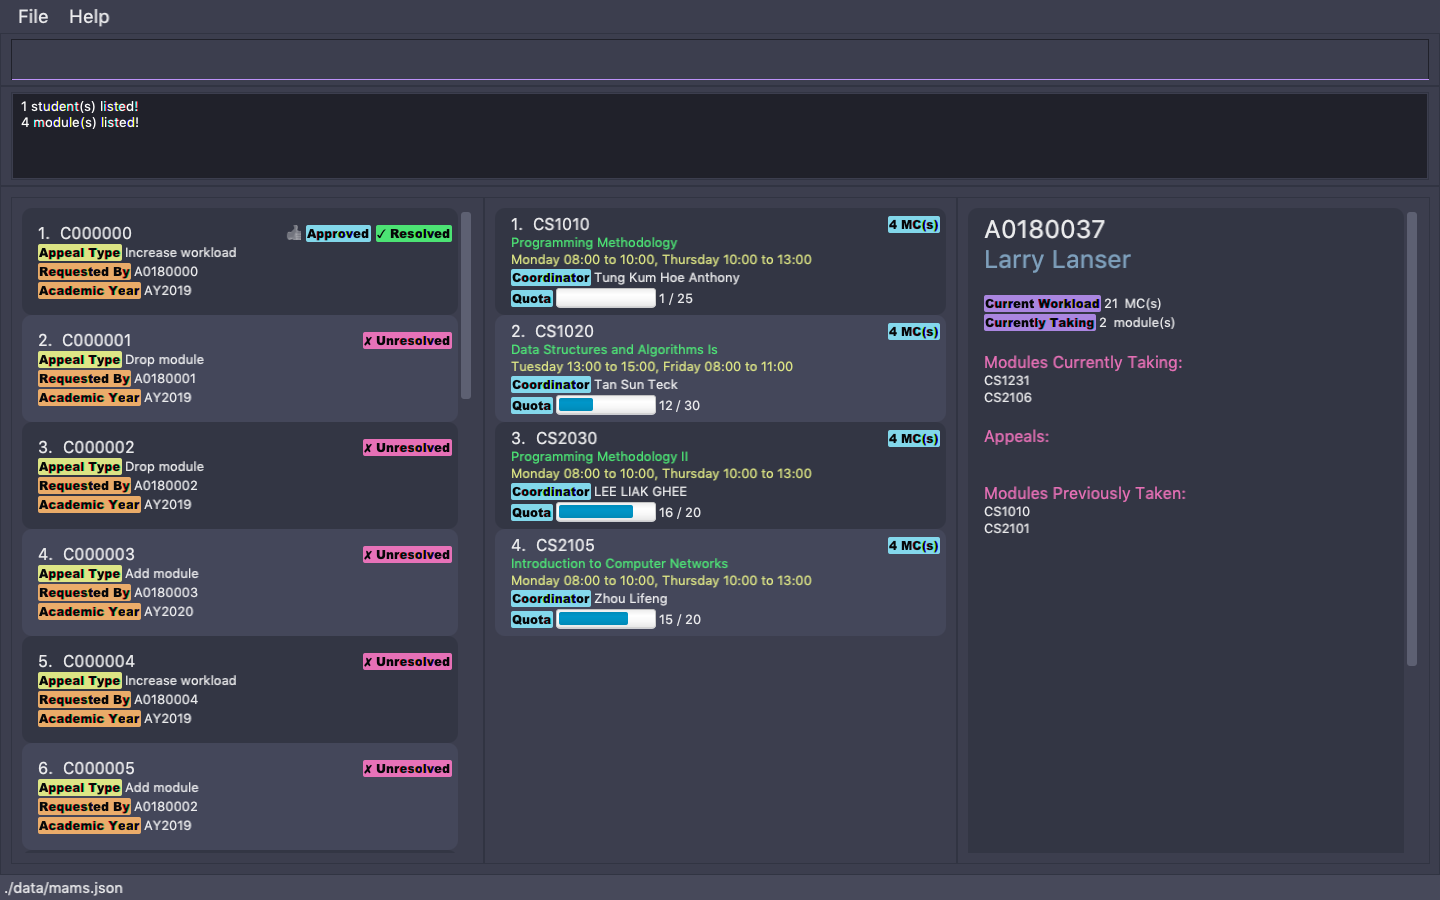 File Help
1 student(s) listed!
4 module(s) listed!
1. C000000 Approved ✓ Resolved
Appeal Type Increase workload
Requested By A0180000
Academic Year AY2019
2. C000001 ✗ Unresolved
Appeal Type Drop module
Requested By A0180001
Academic Year AY2019
3. C000002 ✗ Unresolved
Appeal Type Drop module
Requested By A0180002
Academic Year AY2019
4. C000003 ✗ Unresolved
Appeal Type Add module
Requested By A0180003
Academic Year AY2020
5. C000004 ✗ Unresolved
Appeal Type Increase workload
Requested By A0180004
Academic Year AY2019
6. C000005 ✗ Unresolved
Appeal Type Add module
Requested By A0180002
Academic Year AY2019
1. CS1010 4 MC(s)
Programming Methodology
Monday 08:00 to 10:00, Thursday 10:00 to 13:00
Coordinator Tung Kum Hoe Anthony
Quota 1 / 25
2. CS1020 4 MC(s)
Data Structures and Algorithms Is
Tuesday 13:00 to 15:00, Friday 08:00 to 11:00
Coordinator Tan Sun Teck
Quota 12 / 30
3. CS2030 4 MC(s)
Programming Methodology II
Monday 08:00 to 10:00, Thursday 10:00 to 13:00
Coordinator LEE LIAK GHEE
Quota 16 / 20
4. CS2105 4 MC(s)
Introduction to Computer Networks
Monday 08:00 to 10:00, Thursday 10:00 to 13:00
Coordinator Zhou Lifeng
Quota 15 / 20
A0180037
Larry Lanser
Current Workload 21 MC(s)
Currently Taking 2 module(s)
Modules Currently Taking:
CS1231
CS2106
Appeals:
Modules Previously Taken:
CS1010
CS2101
./data/mams.json